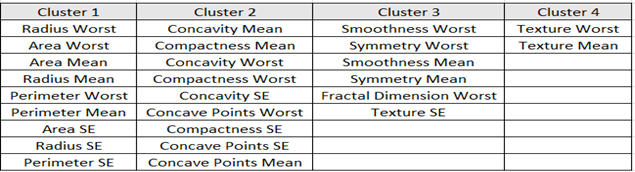 Cluster 1 Cluster 2 Cluster 3 Cluster 4
Radius Worst Concavity Mean Smoothness Worst Texture Worst
Area Worst Compactness Mean Symmetry Worst Texture Mean
Area Mean Concavity Worst Smoothness Mean
Radius Mean Compactness Worst Symmetry Mean
Perimeter Worst Concavity SE Fractal Dimension Worst
Perimeter Mean Concave Points Worst Texture SE
Area SE Compactness SE
Radius SE Concave Points SE
Perimeter SE Concave Points Mean